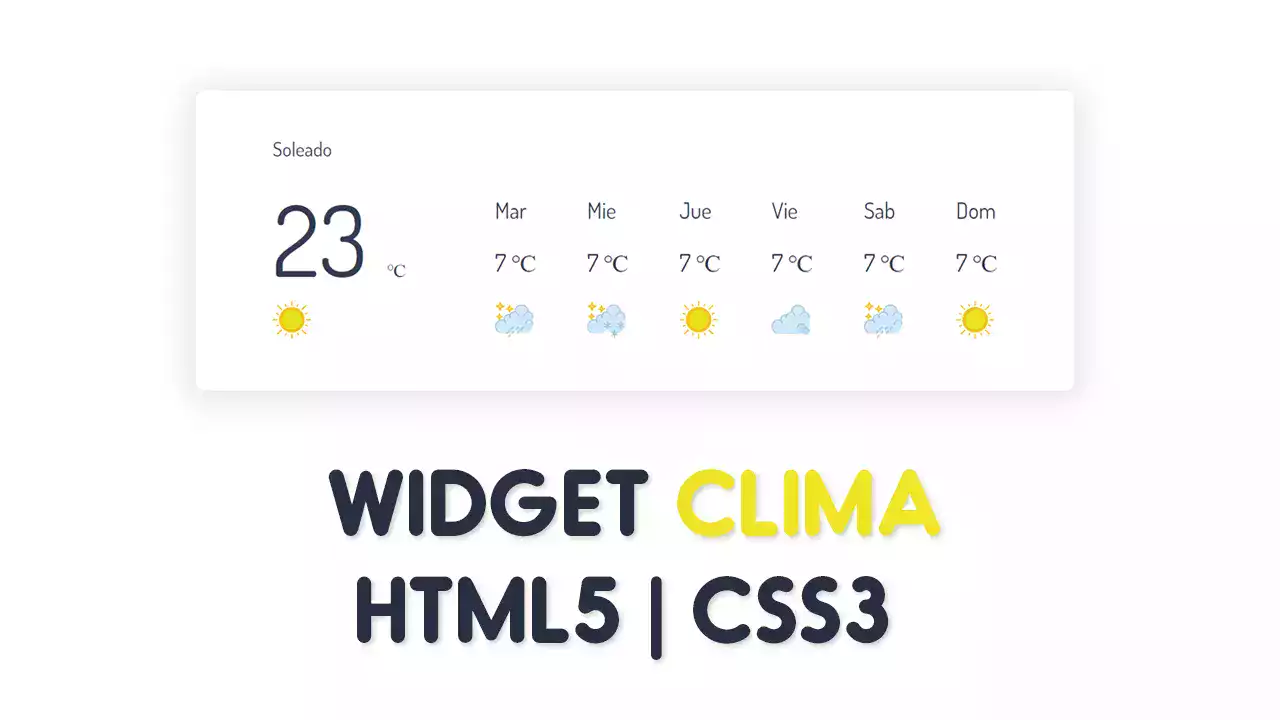 Soleado
23 °C
Mar Mie Jue Vie Sab Dom
7 °C 7 °C 7 °C 7 °C 7 °C 7 °C
WIDGET CLIMA
HTML5 | CSS3